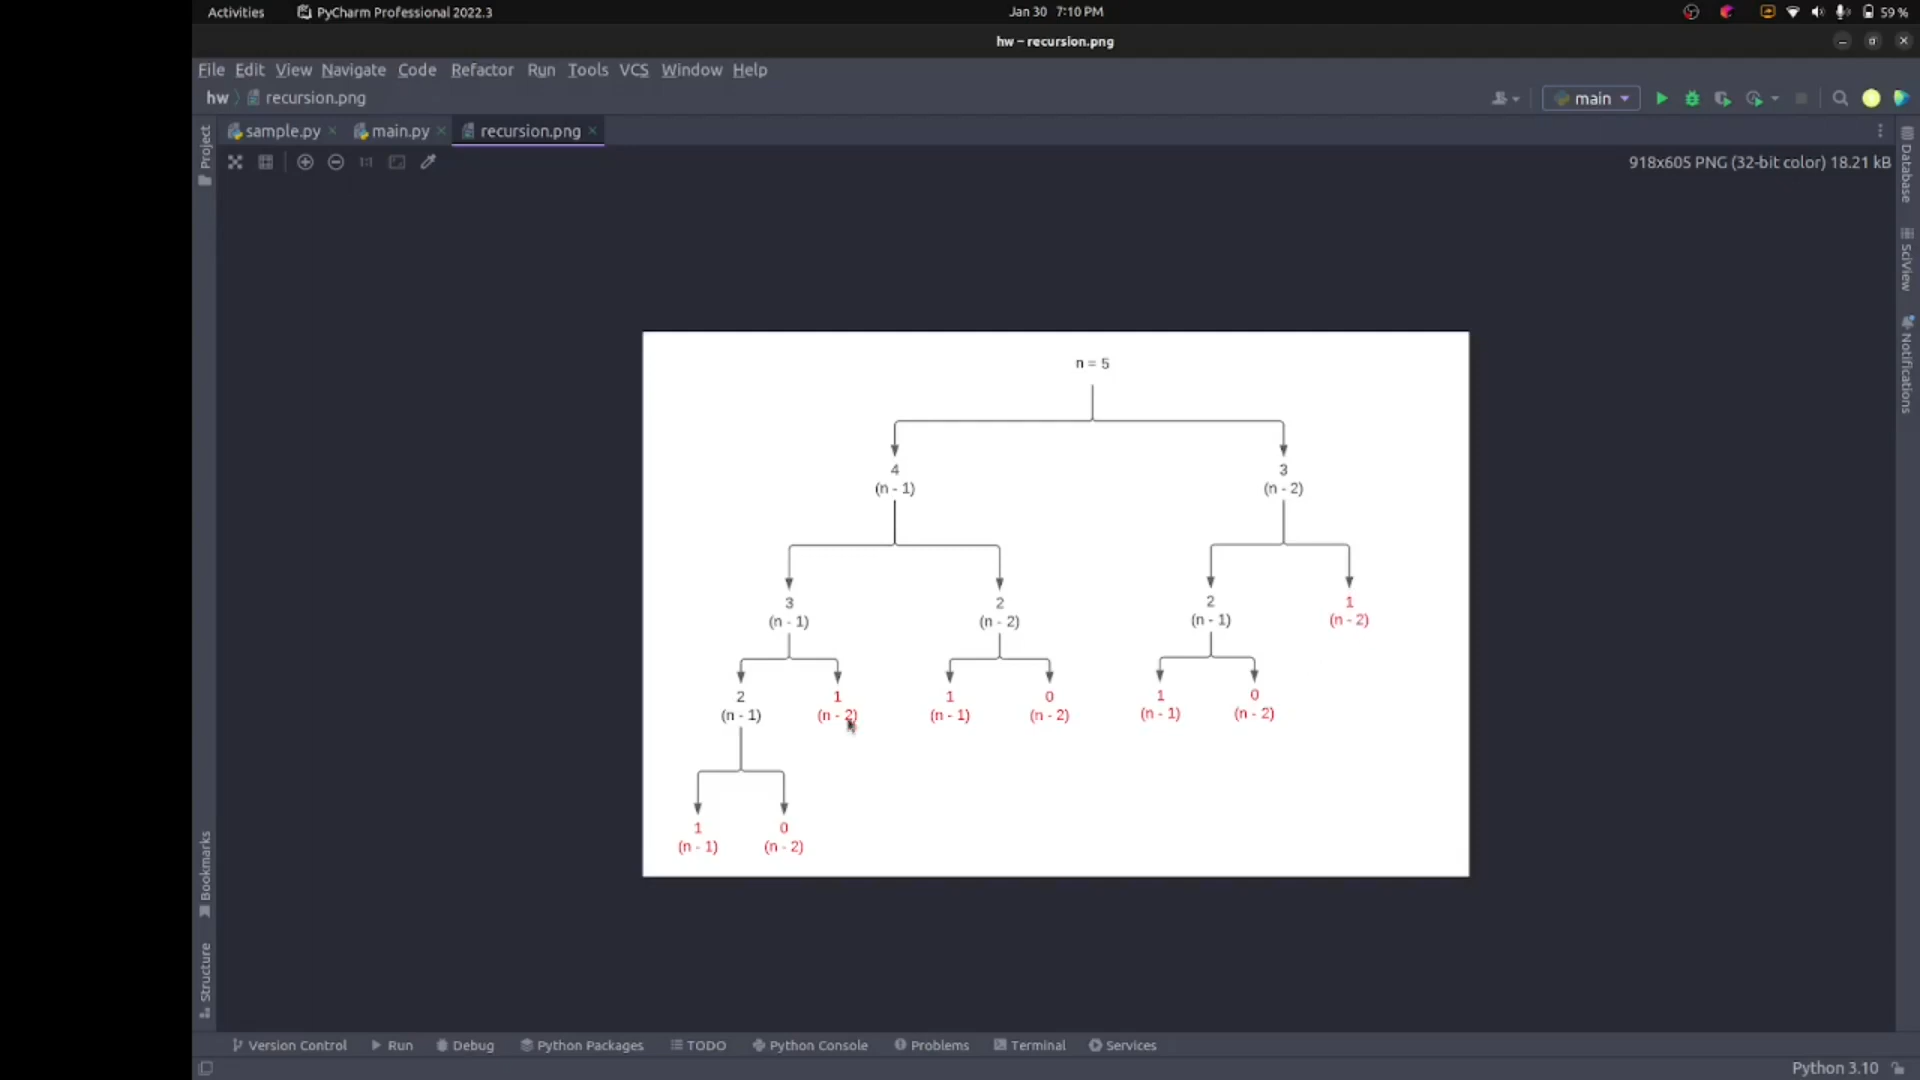 Activities PyCharm Professional 2022.3 Jan 30 7:10 PM 59 %
hw – recursion.png
File Edit View Navigate Code Refactor Run Tools VCS Window Help
hw recursion.png main
sample.py main.py recursion.png
1:1 918x605 PNG (32-bit color) 18.21 kB
Project
Database
SciView
Notifications
n = 5
4 3
(n - 1) (n - 2)
3 2 2 1
(n - 1) (n - 2) (n - 1) (n - 2)
2 1 1 0 1 0
(n - 1) (n - 2) (n - 1) (n - 2) (n - 1) (n - 2)
1 0
(n - 1) (n - 2)
Bookmarks
Structure
Version Control Run Debug Python Packages TODO Python Console Problems Terminal Services
Python 3.10